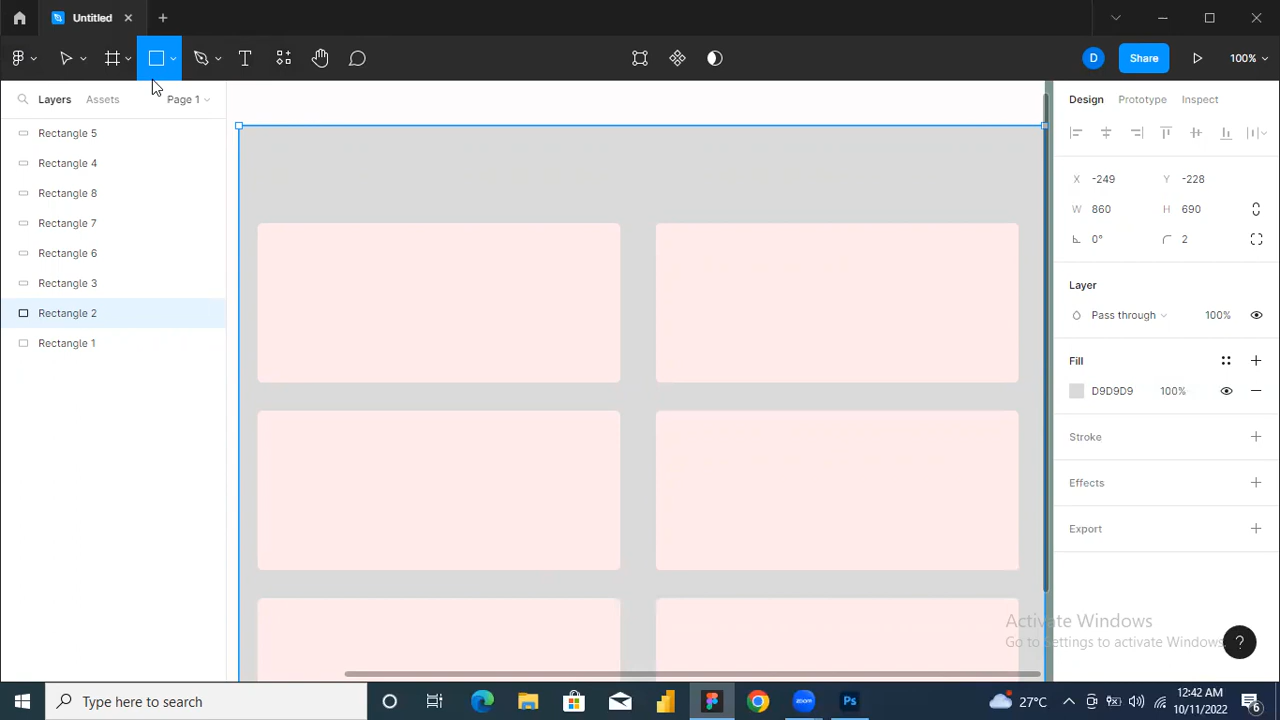 Untitled
D
Share
100%
Layers
Assets
Page 1
Design
Prototype
Inspect
Rectangle 5
Rectangle 4
Rectangle 8
Rectangle 7
Rectangle 6
Rectangle 3
Rectangle 2
Rectangle 1
X -249
Y -228
W 860
H 690
0°
2
Layer
Pass through
100%
Fill
D9D9D9
100%
Stroke
Effects
Export
Activate Windows
Go to Settings to activate Windows.
?
Type here to search
Ps
27°C
12:42 AM
10/11/2022
6